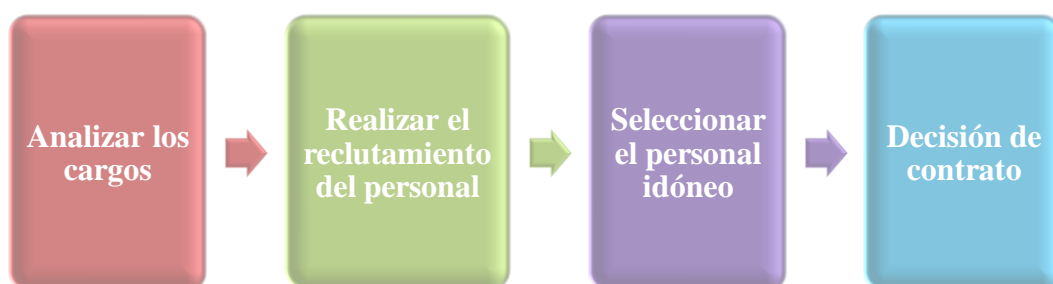 Analizar los
cargos
Realizar el
reclutamiento
del personal
Seleccionar
el personal
idóneo
Decisión de
contrato